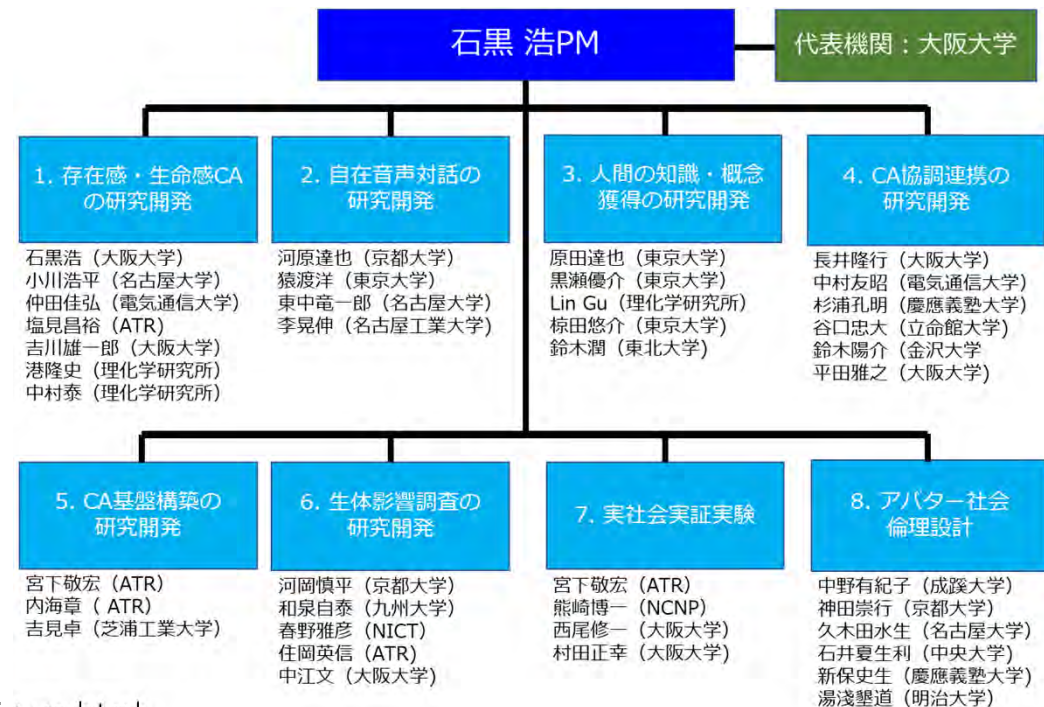 石黒 浩PM
代表機関：大阪大学
1. 存在感・生命感CA
の研究開発
石黒浩（大阪大学)
小川浩平（名古屋大学)
仲田佳弘（電気通信大学)
塩見昌裕（ATR)
吉川雄一郎（大阪大学)
港隆史（理化学研究所)
中村泰（理化学研究所)
2. 自在音声対話の
研究開発
河原達也（京都大学)
猿渡洋（東京大学)
東中竜一郎（名古屋大学)
李晃伸（名古屋工業大学)
3. 人間の知識・概念
獲得の研究開発
原田達也（東京大学)
黒瀬優介（東京大学)
Lin Gu（理化学研究所)
椋田悠介（東京大学)
鈴木潤（東北大学)
4. CA協調連携の
研究開発
長井隆行（大阪大学)
中村友昭（電気通信大学)
杉浦孔明（慶應義塾大学)
谷口忠大（立命館大学)
鈴木陽介（金沢大学
平田雅之（大阪大学)
5. CA基盤構築の
研究開発
宮下敬宏（ATR)
内海章（ ATR)
吉見卓（芝浦工業大学)
6. 生体影響調査の
研究開発
河岡慎平（京都大学)
和泉自泰（九州大学)
春野雅彦（NICT)
住岡英信（ATR)
中江文（大阪大学)
7. 実社会実証実験
宮下敬宏（ATR)
熊崎博一（NCNP)
西尾修一（大阪大学)
村田正幸（大阪大学)
8. アバター社会
倫理設計
中野有紀子（成蹊大学)
神田崇行（京都大学)
久木田水生（名古屋大学)
石井夏生利（中央大学)
新保史生（慶應義塾大学)
湯淺墾道（明治大学)